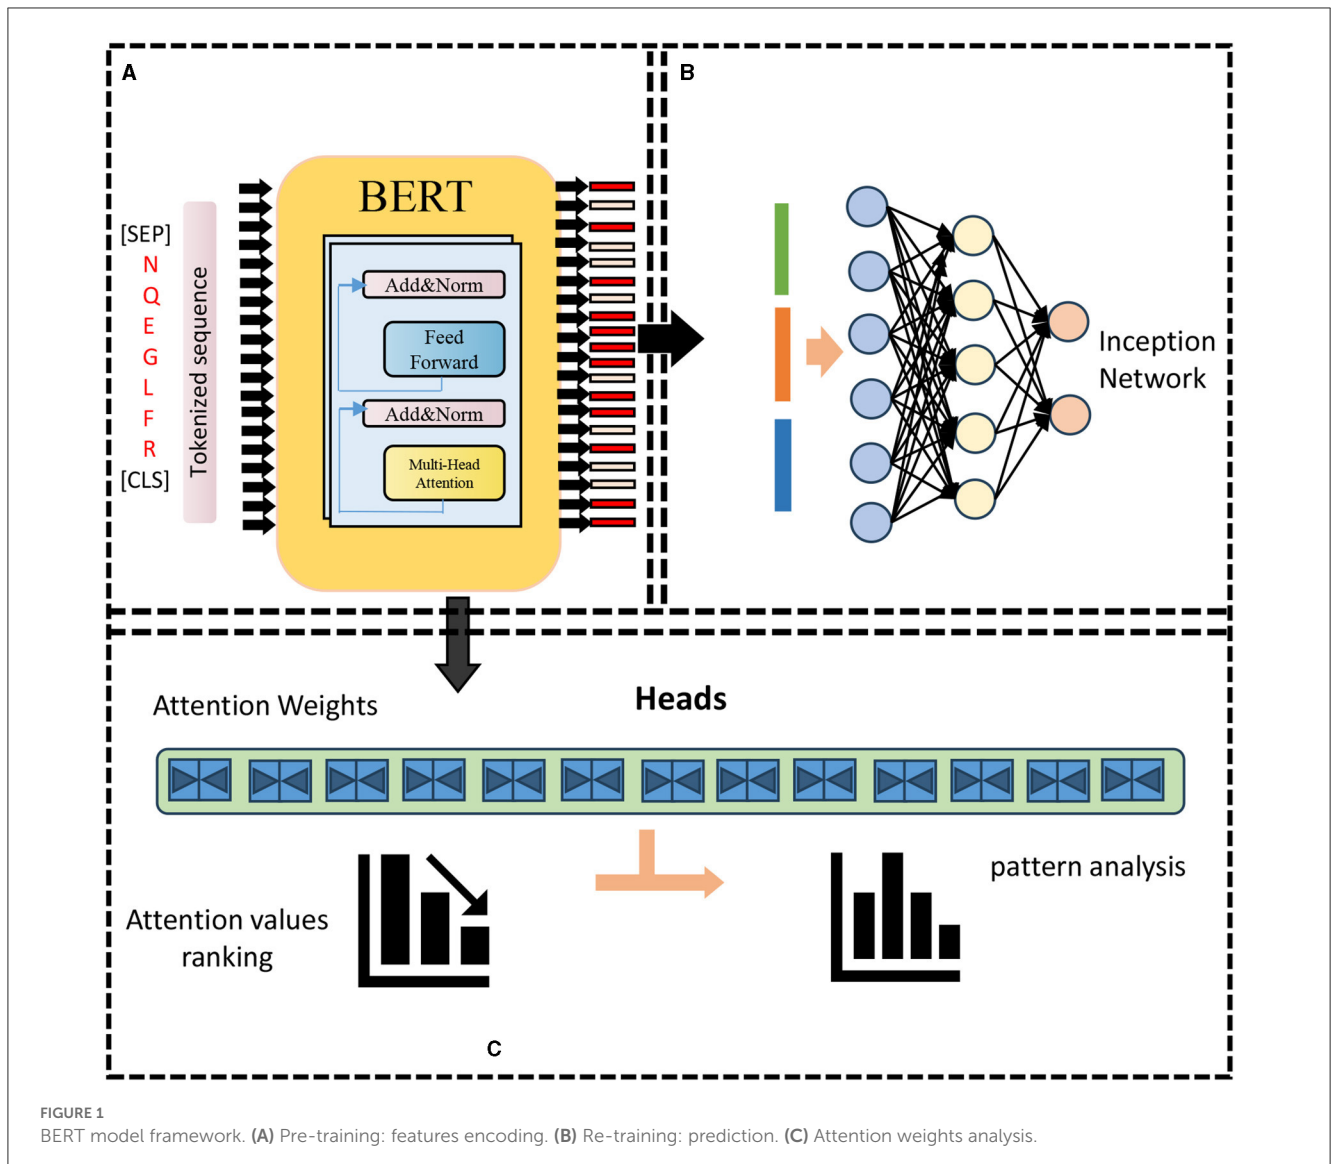 A
B
BERT
[SEP]
N
Q
E
G
L
F
R
[CLS]
Tokenized sequence
Add&Norm
Feed
Forward
Add&Norm
Multi-Head
Attention
Inception
Network
Attention Weights
Heads
Attention values
ranking
pattern analysis
C
FIGURE 1
BERT model framework. (A) Pre-training: features encoding. (B) Re-training: prediction. (C) Attention weights analysis.